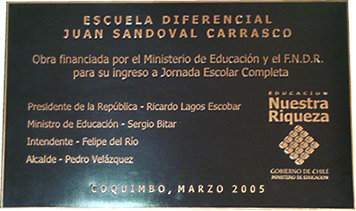 ESCUELA DIFERENCIAL
JUAN SANDOVAL CARRASCO
Obra financiada por el Ministerio de Educación y el F.N.D.R.
para su ingreso a Jornada Escolar Completa
Presidente de la República - Ricardo Lagos Escobar
Ministro de Educación - Sergio Bitar
Intendente - Felipe del Río
Alcalde - Pedro Velázquez
EDUCACION
Nuestra
Riqueza
GOBIERNO DE CHILE
MINISTERIO DE EDUCACION
COQUIMBO, MARZO 2005